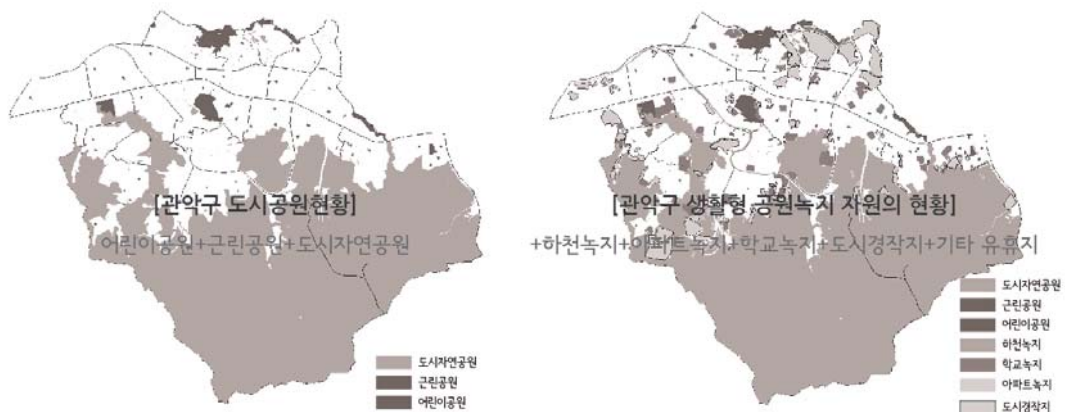 [관악구 도시공원현황]
어린이공원+근린공원+도시자연공원
도시자연공원
근린공원
어린이공원
[관악구 생활형 공원녹지 자원의 현황]
+하천녹지+아파트녹지+학교녹지+도시경작지+기타 유휴지
도시자연공원
근린공원
어린이공원
하천녹지
학교녹지
아파트녹지
도시경작지